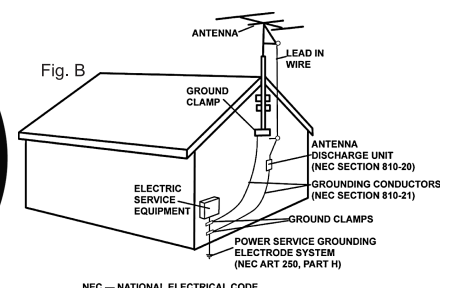 ANTENNA
LEAD IN
WIRE
Fig. B
GROUND
CLAMP
ANTENNA
DISCHARGE UNIT
(NEC SECTION 810-20)
ELECTRIC
SERVICE
EQUIPMENT
GROUNDING CONDUCTORS
(NEC SECTION 810-21)
GROUND CLAMPS
POWER SERVICE GROUNDING
ELECTRODE SYSTEM
(NEC ART 250, PART H)
NEC — NATIONAL ELECTRICAL CODE